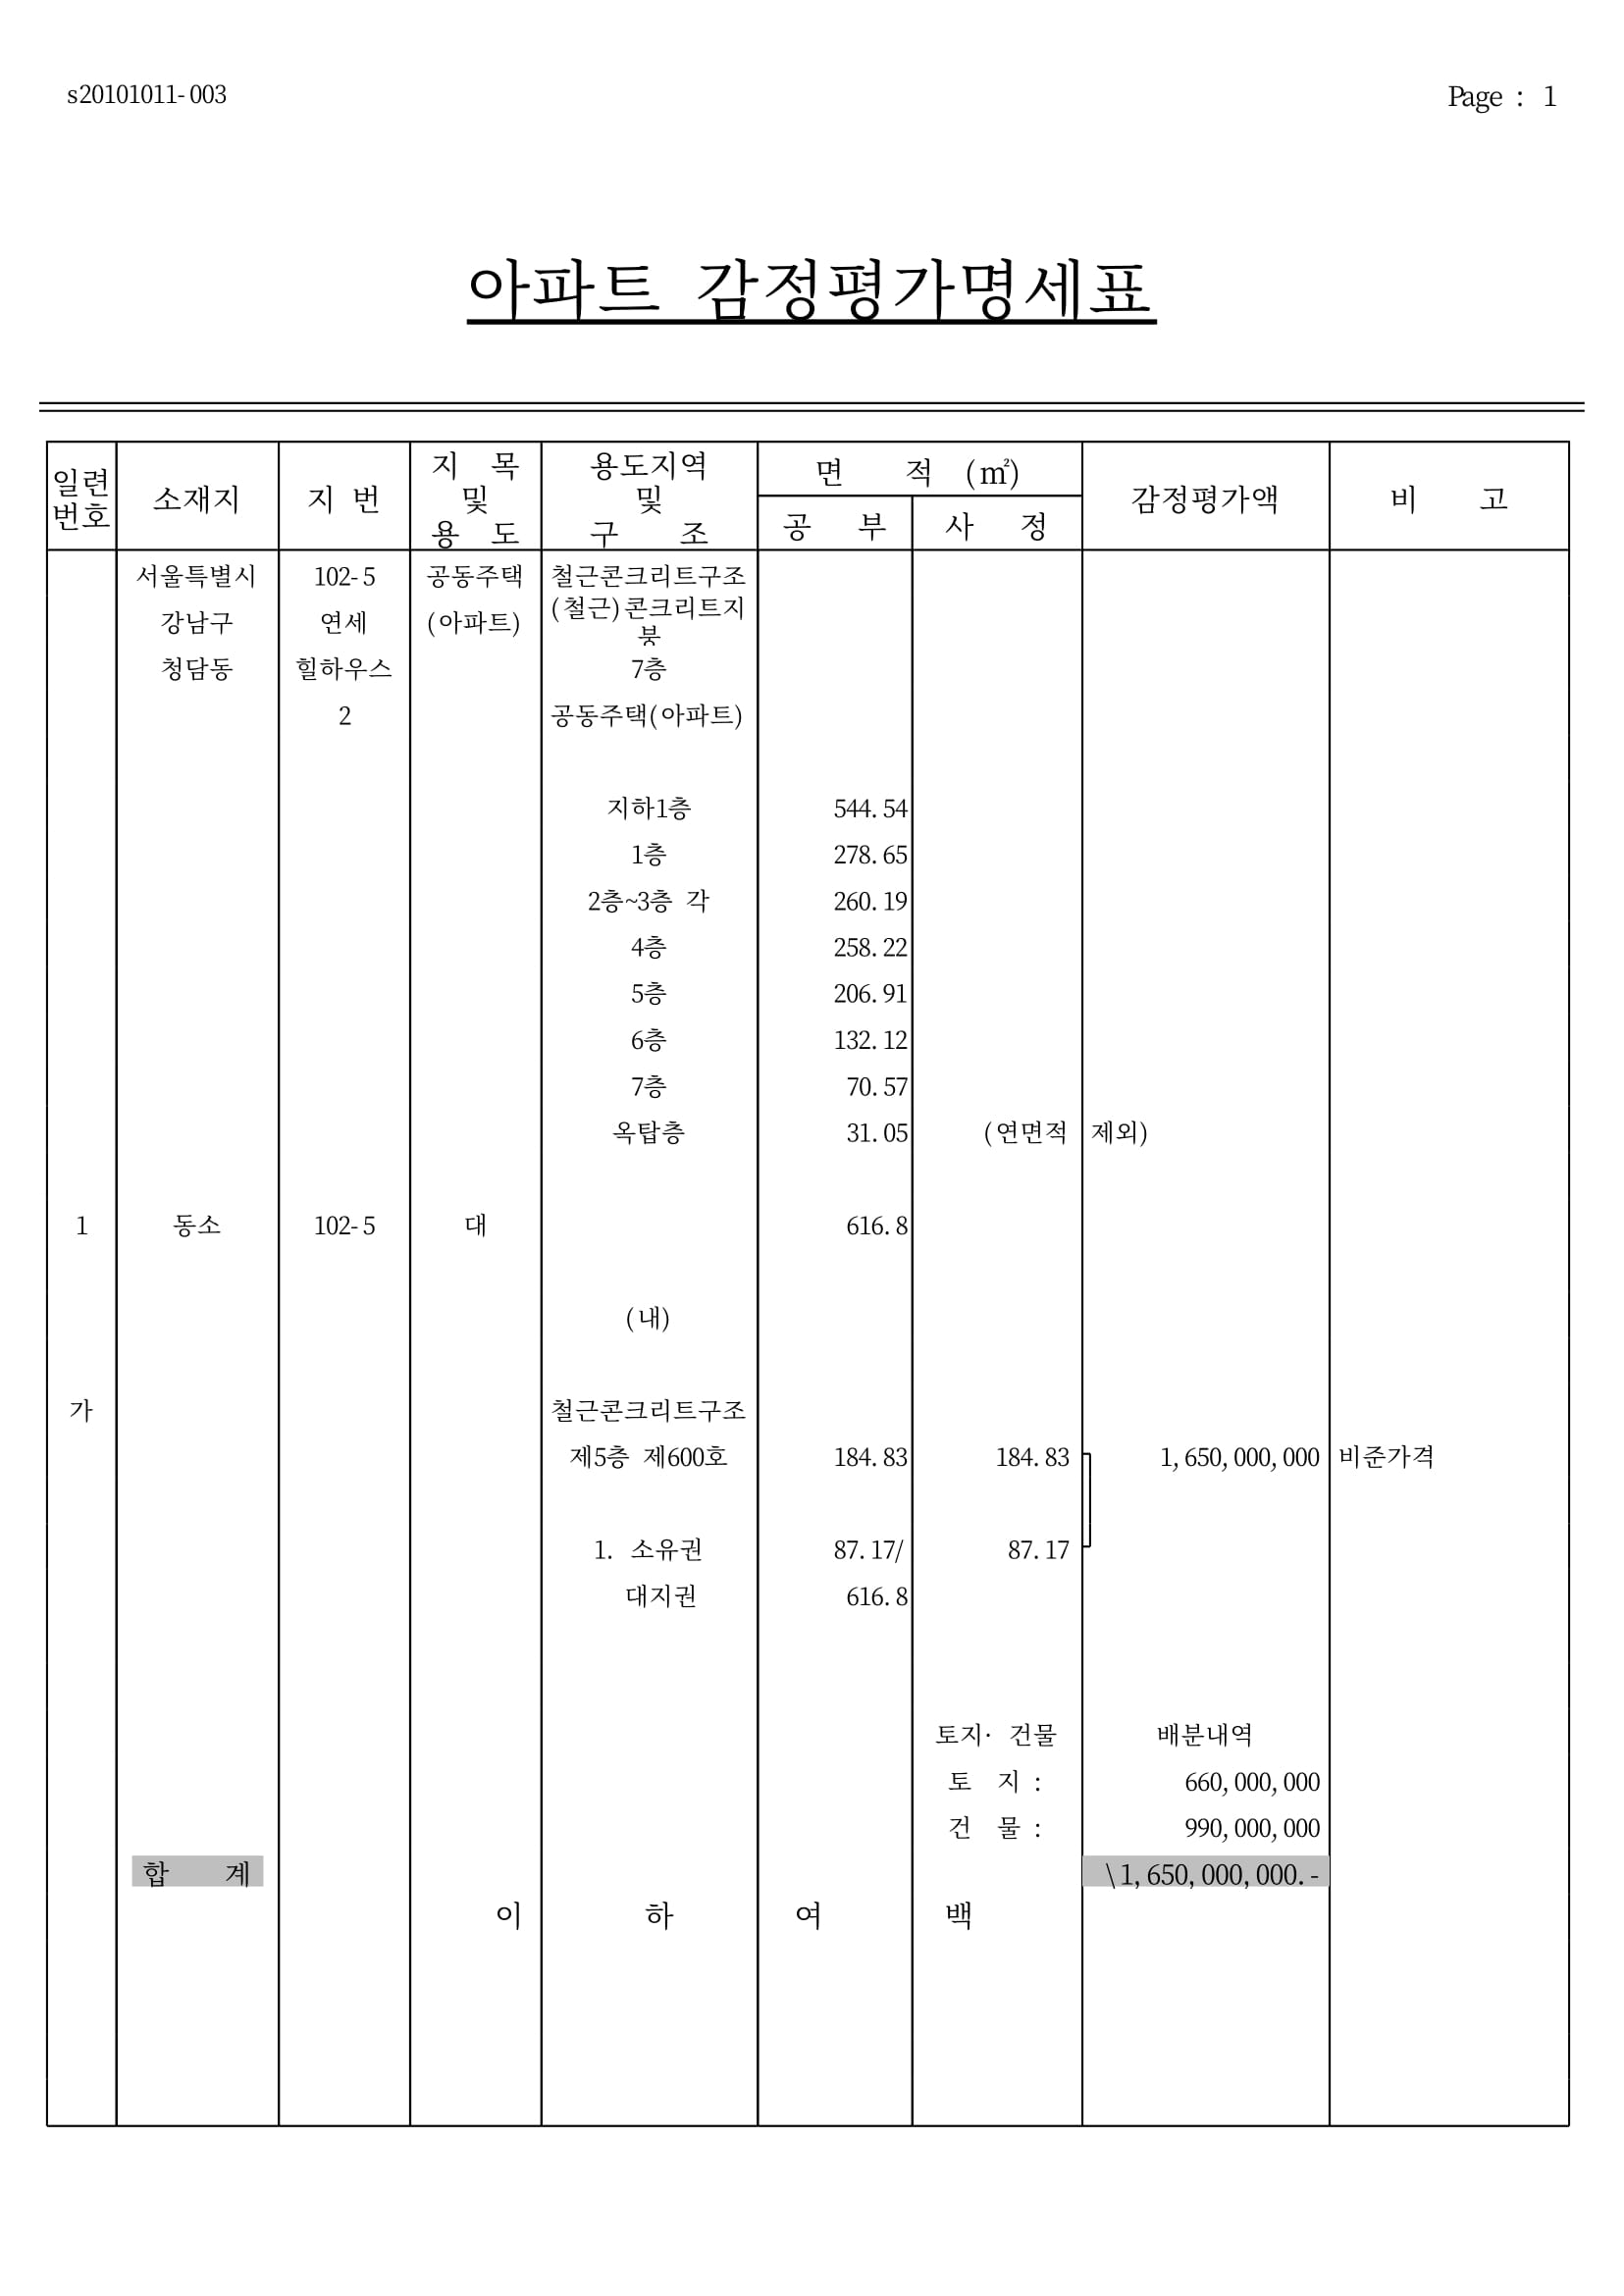 s20101011-003 Page : 1
아파트 감정평가명세표
일련번호 소재지 지 번 지 목 및 용 도 용도지역 및 구 조 면 적 (㎡) 공 부 사 정 감정평가액 비 고
서울특별시 102-5 공동주택 철근콘크리트구조
강남구 연세 (아파트) (철근)콘크리트지붕
청담동 힐하우스 7층
2 공동주택(아파트)
지하1층 544.54
1층 278.65
2층~3층 각 260.19
4층 258.22
5층 206.91
6층 132.12
7층 70.57
옥탑층 31.05 (연면적 제외)
1 동소 102-5 대 616.8
(내)
가 철근콘크리트구조
제5층 제600호 184.83 184.83 1,650,000,000 비준가격
1. 소유권 87.17/ 87.17
대지권 616.8
토지· 건물 배분내역
토 지 : 660,000,000
건 물 : 990,000,000
합 계 \1,650,000,000.-
이 하 여 백